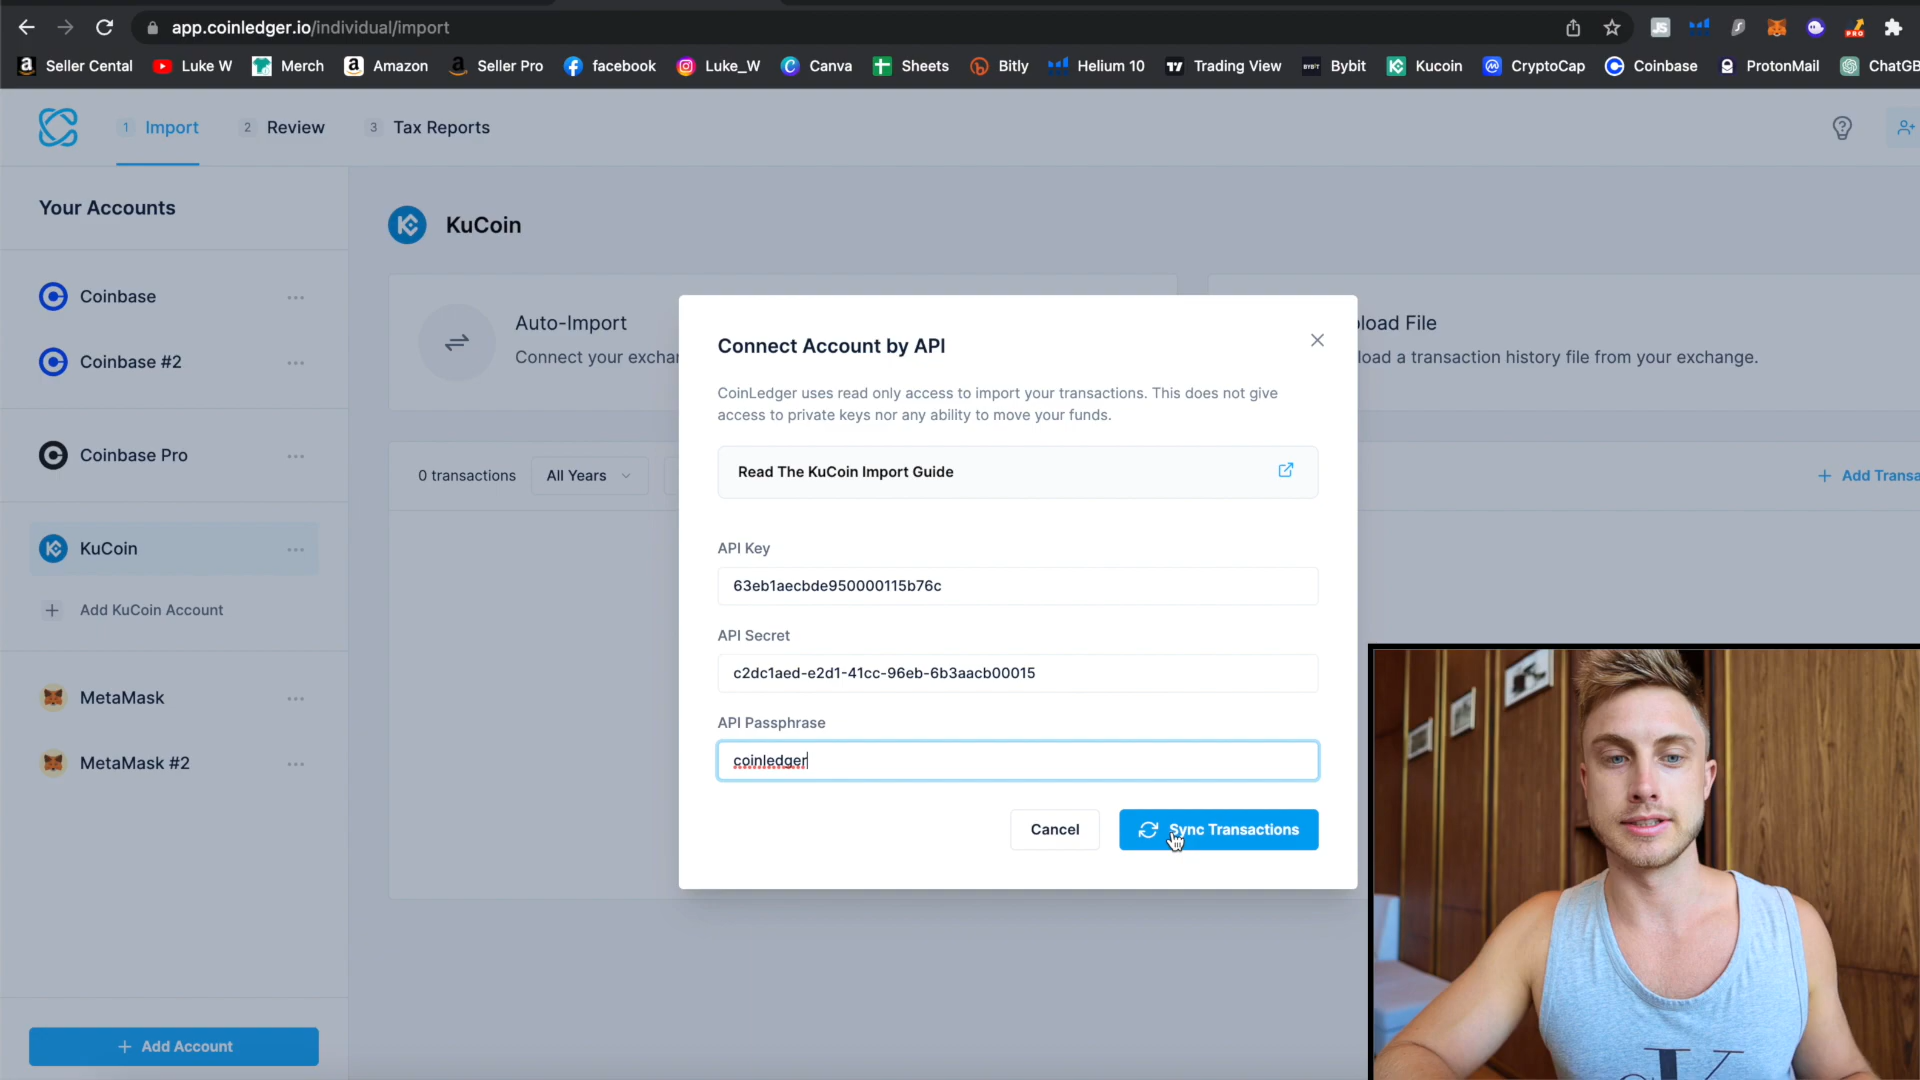 app.coinledger.io/individual/import
Seller Cental Luke W Merch Amazon Seller Pro facebook Luke_W Canva Sheets Bitly Helium 10 Trading View Bybit Kucoin CryptoCap Coinbase ProtonMail ChatGB
1 Import 2 Review 3 Tax Reports
Your Accounts
KuCoin
Coinbase
Coinbase #2
Coinbase Pro
KuCoin
Add KuCoin Account
MetaMask
MetaMask #2
Add Account
Auto-Import
Connect your exchar
load File
load a transaction history file from your exchange.
0 transactions All Years
Add Transa
Connect Account by API
CoinLedger uses read only access to import your transactions. This does not give
access to private keys nor any ability to move your funds.
Read The KuCoin Import Guide
API Key
63eb1aecbde950000115b76c
API Secret
c2dc1aed-e2d1-41cc-96eb-6b3aacb00015
API Passphrase
coinledger
Cancel Sync Transactions